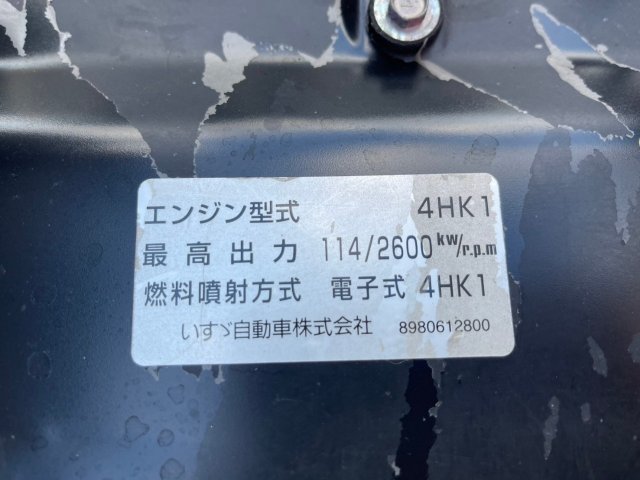 エンジン型式 4HK1
最高出力 114/2600 kw/r.p.m
燃料噴射方式 電子式 4HK1
いすゞ自動車株式会社 8980612800